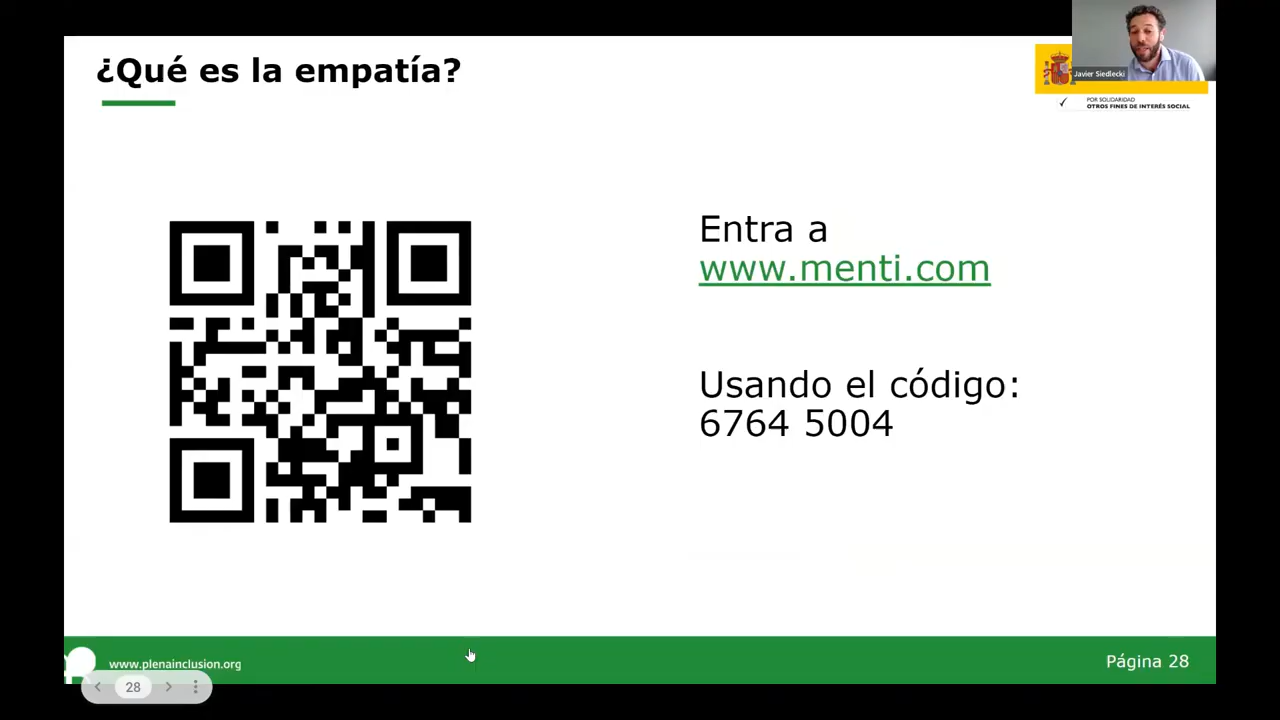 ¿Qué es la empatía?
Javier Siedlecki
POR SOLIDARIDAD
OTROS FINES DE INTERÉS SOCIAL
Entra a
www.menti.com
Usando el código:
6764 5004
www.plenainclusion.org
Página 28
28